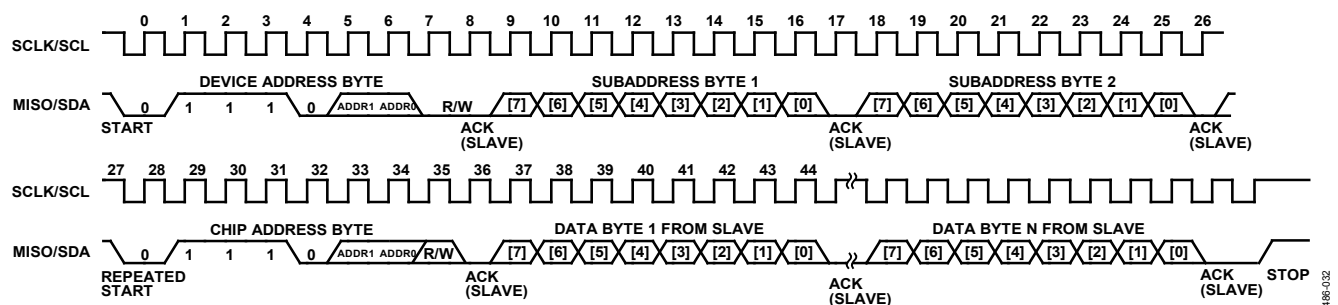 0 1 2 3 4 5 6 7 8 9 10 11 12 13 14 15 16 17 18 19 20 21 22 23 24 25 26
SCLK/SCL
DEVICE ADDRESS BYTE SUBADDRESS BYTE 1 SUBADDRESS BYTE 2
MISO/SDA 0 1 1 1 0 ADDR1 ADDR0 R/W [7] [6] [5] [4] [3] [2] [1] [0] [7] [6] [5] [4] [3] [2] [1] [0]
START ACK ACK ACK
(SLAVE) (SLAVE) (SLAVE)
27 28 29 30 31 32 33 34 35 36 37 38 39 40 41 42 43 44
SCLK/SCL
CHIP ADDRESS BYTE DATA BYTE 1 FROM SLAVE DATA BYTE N FROM SLAVE
MISO/SDA 0 1 1 1 0 ADDR1 ADDR0 R/W [7] [6] [5] [4] [3] [2] [1] [0] [7] [6] [5] [4] [3] [2] [1] [0]
REPEATED ACK ACK ACK STOP
START (SLAVE) (SLAVE) (SLAVE)